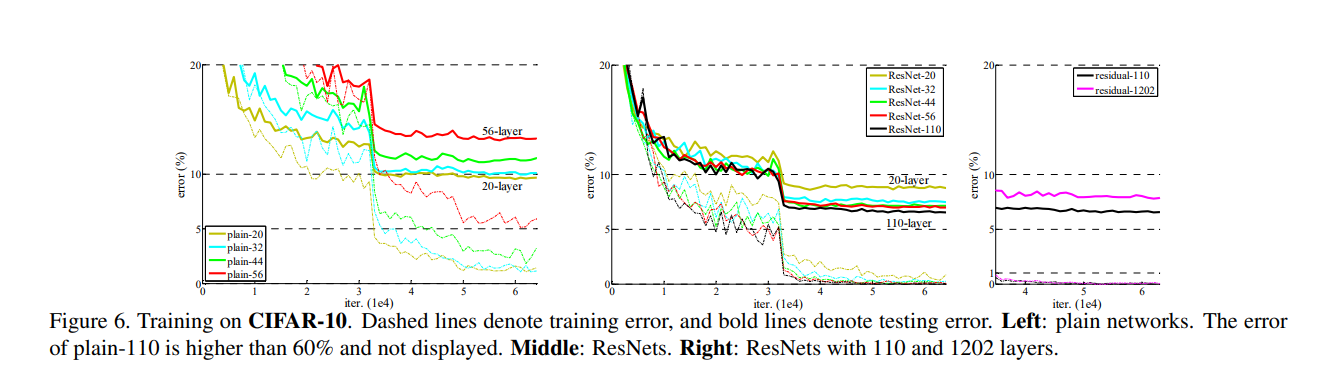 20
10
5
0
error (%)
0 1 2 3 4 5 6
iter. (1e4)
56-layer
20-layer
plain-20
plain-32
plain-44
plain-56
20
10
5
0
error (%)
0 1 2 3 4 5 6
iter. (1e4)
20-layer
110-layer
ResNet-20
ResNet-32
ResNet-44
ResNet-56
ResNet-110
20
10
5
1
0
error (%)
4 5 6
iter. (1e4)
residual-110
residual-1202
Figure 6. Training on CIFAR-10. Dashed lines denote training error, and bold lines denote testing error. Left: plain networks. The error
of plain-110 is higher than 60% and not displayed. Middle: ResNets. Right: ResNets with 110 and 1202 layers.